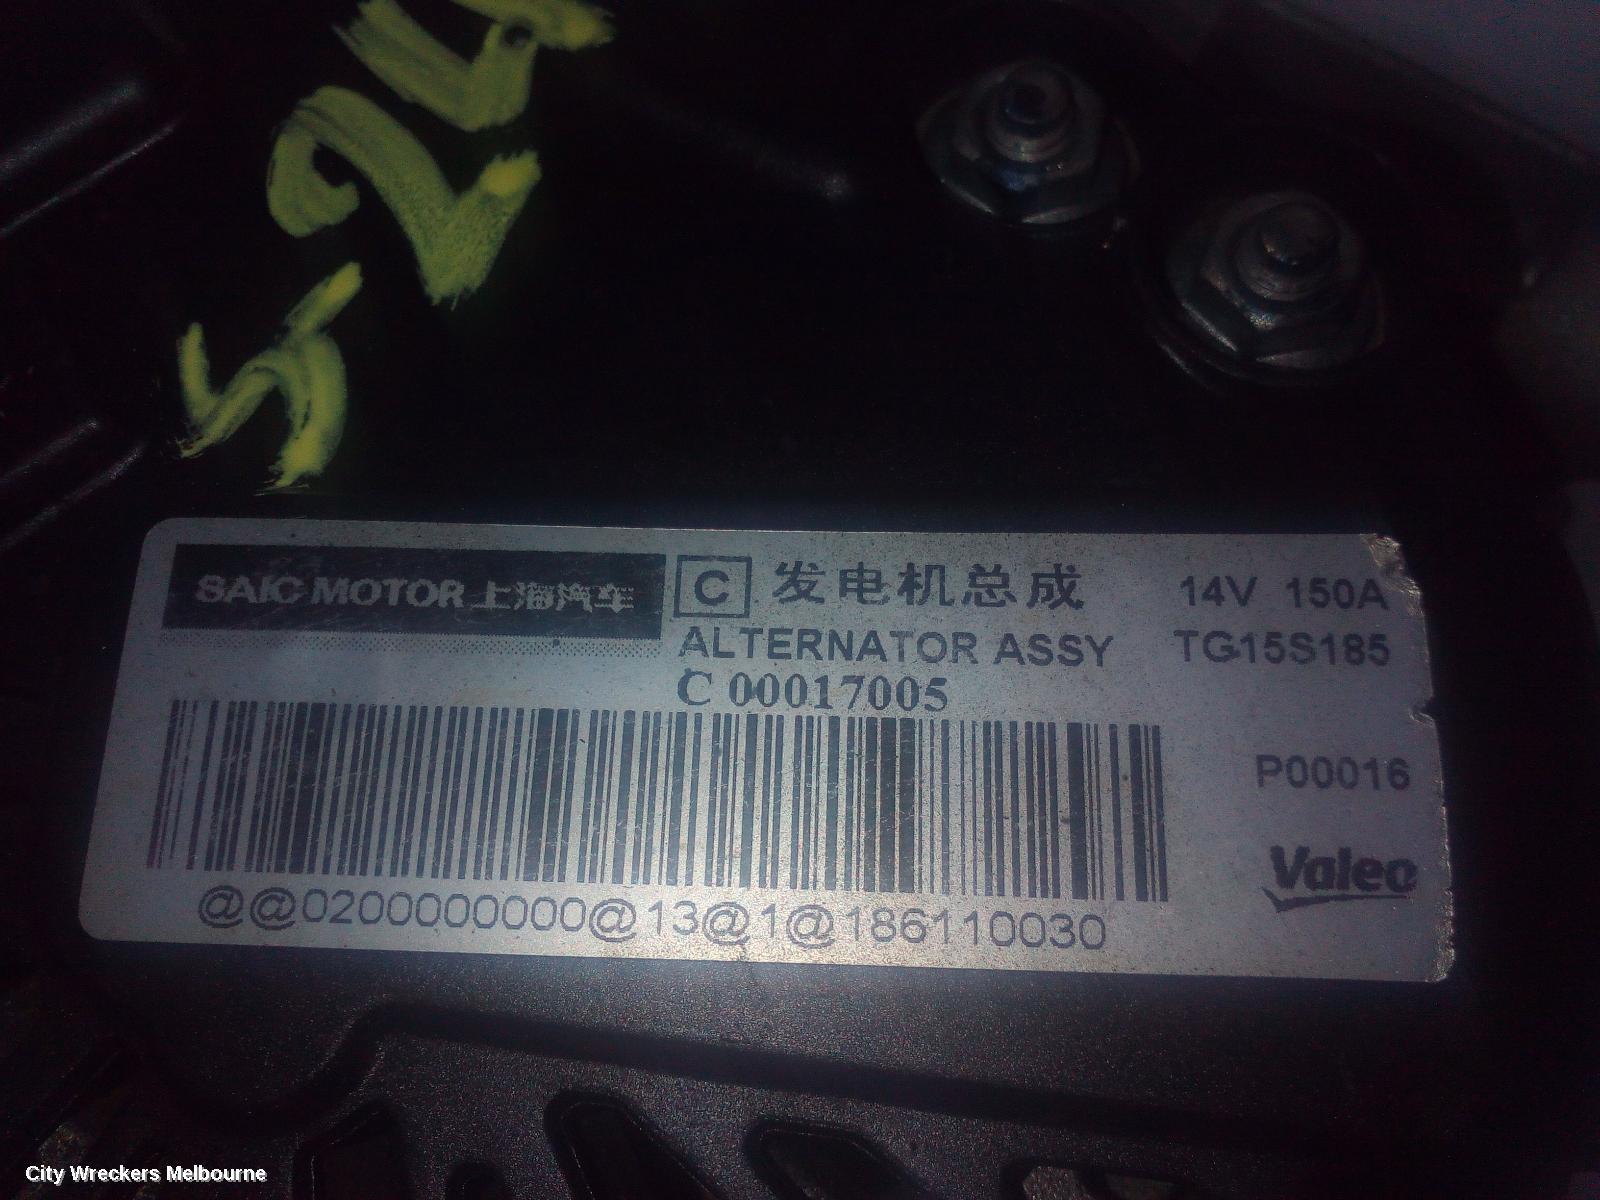 SAIC MOTOR 上海汽车
C 发电机总成 14V 150A
ALTERNATOR ASSY TG15S185
C 00017005
P00016
Valeo
@@0200000000@13@1@186110030
City Wreckers Melbourne